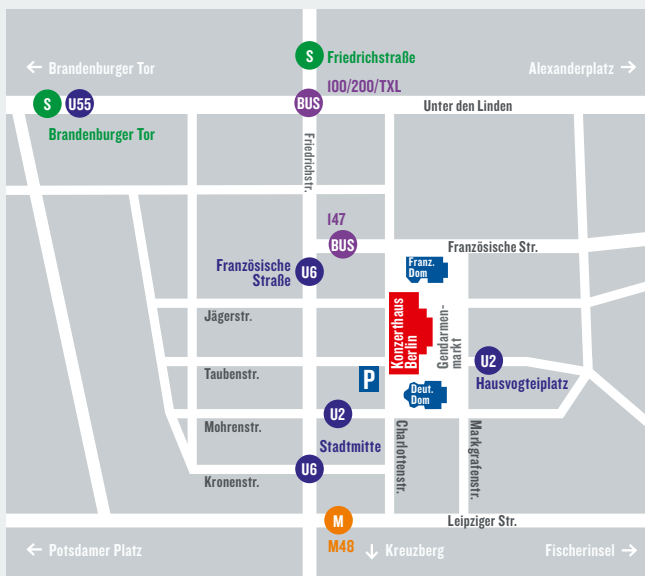 ← Brandenburger Tor
S Friedrichstraße
Alexanderplatz →
100/200/TXL
S U55 BUS
Unter den Linden
Brandenburger Tor
Friedrichstr.
147
BUS
Französische Str.
Französische
Straße
U6
Franz.
Dom
Jägerstr.
Konzerthaus
Berlin
Gendarmen-
markt
U2
Hausvogteiplatz
Taubenstr.
P
Deut.
Dom
U2
Mohrenstr.
Stadtmitte
Charlottenstr.
Markgrafenstr.
U6
Kronenstr.
M
Leipziger Str.
M48
← Potsdamer Platz
↓ Kreuzberg
Fischerinsel →